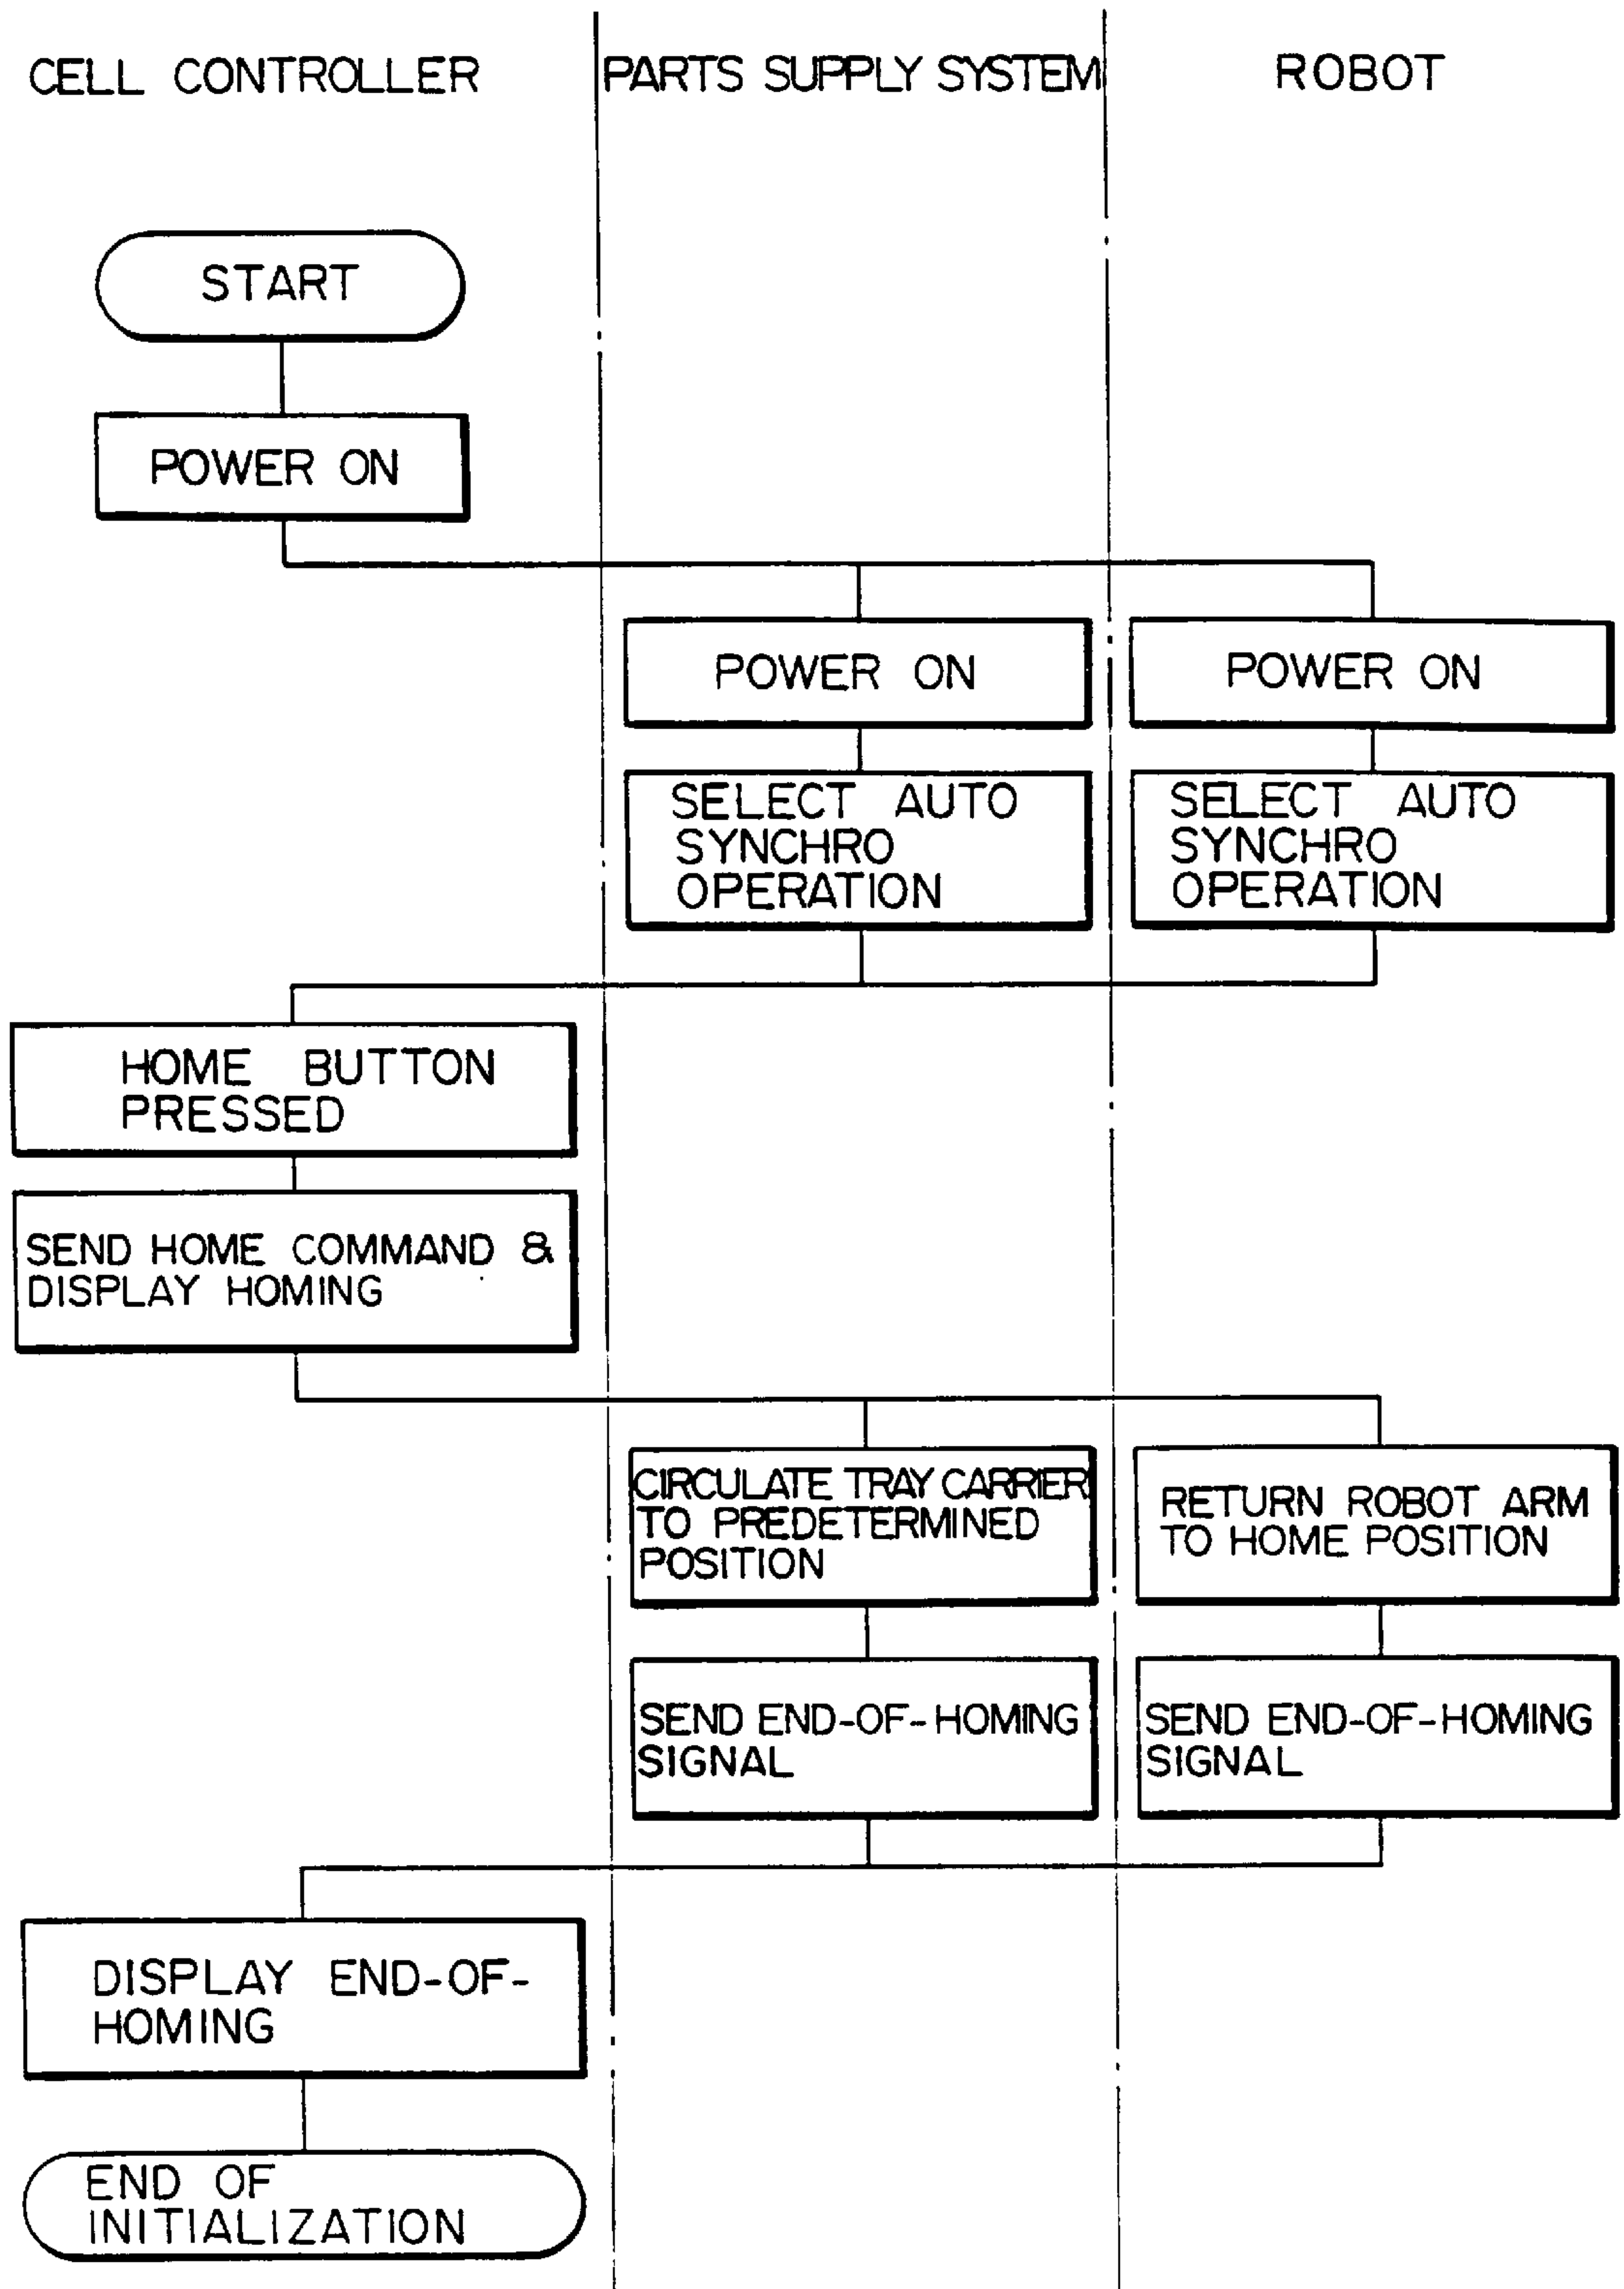 CELL CONTROLLER
PARTS SUPPLY SYSTEM
ROBOT
START
POWER ON
POWER ON
POWER ON
SELECT AUTO
SYNCHRO
OPERATION
SELECT AUTO
SYNCHRO
OPERATION
HOME BUTTON
PRESSED
SEND HOME COMMAND &
DISPLAY HOMING
CIRCULATE TRAY CARRIER
TO PREDETERMINED
POSITION
RETURN ROBOT ARM
TO HOME POSITION
SEND END-OF-HOMING
SIGNAL
SEND END-OF-HOMING
SIGNAL
DISPLAY END-OF-
HOMING
END OF
INITIALIZATION